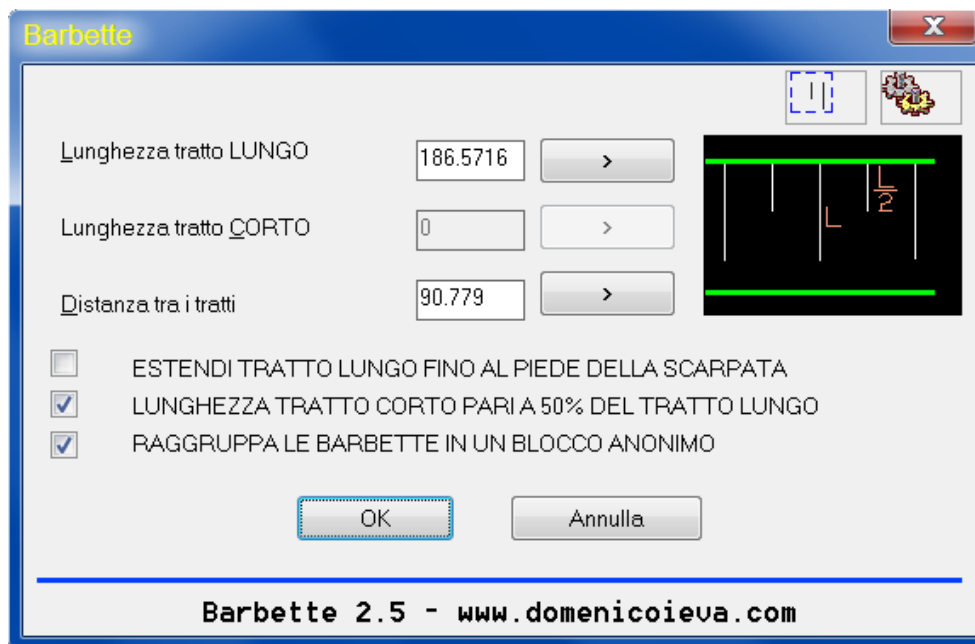 Barbette
Lunghezza tratto LUNGO
186.5716
>
Lunghezza tratto CORTO
0
>
Distanza tra i tratti
90.779
>
L
L
2
ESTENDI TRATTO LUNGO FINO AL PIEDE DELLA SCARPATA
LUNGHEZZA TRATTO CORTO PARI A 50% DEL TRATTO LUNGO
RAGGRUPPA LE BARBETTE IN UN BLOCCO ANONIMO
OK
Annulla
Barbette 2.5 - www.domenicoieva.com